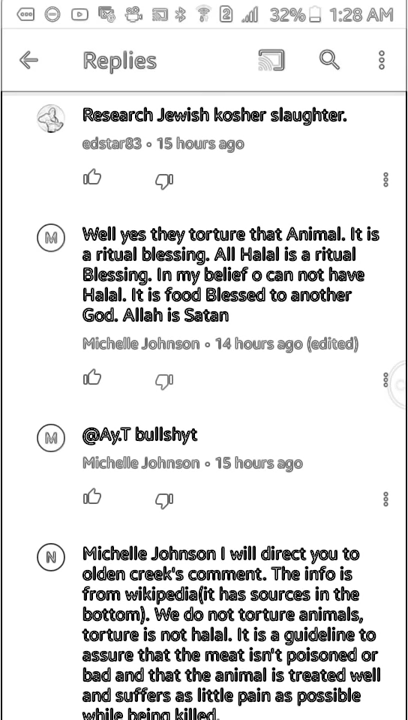 32% 1:28 AM
Replies
Research Jewish kosher slaughter.
edstar83 • 15 hours ago
Well yes they torture that Animal. It is
a ritual blessing. All Halal is a ritual
Blessing. In my belief o can not have
Halal. It is food Blessed to another
God. Allah is Satan
Michelle Johnson • 14 hours ago (edited)
M
@Ay.T bullshyt
Michelle Johnson • 15 hours ago
M
Michelle Johnson I will direct you to
olden creek's comment. The info is
from wikipedia(it has sources in the
bottom). We do not torture animals,
torture is not halal. It is a guideline to
assure that the meat isn't poisoned or
bad and that the animal is treated well
and suffers as little pain as possible
while being killed.
N